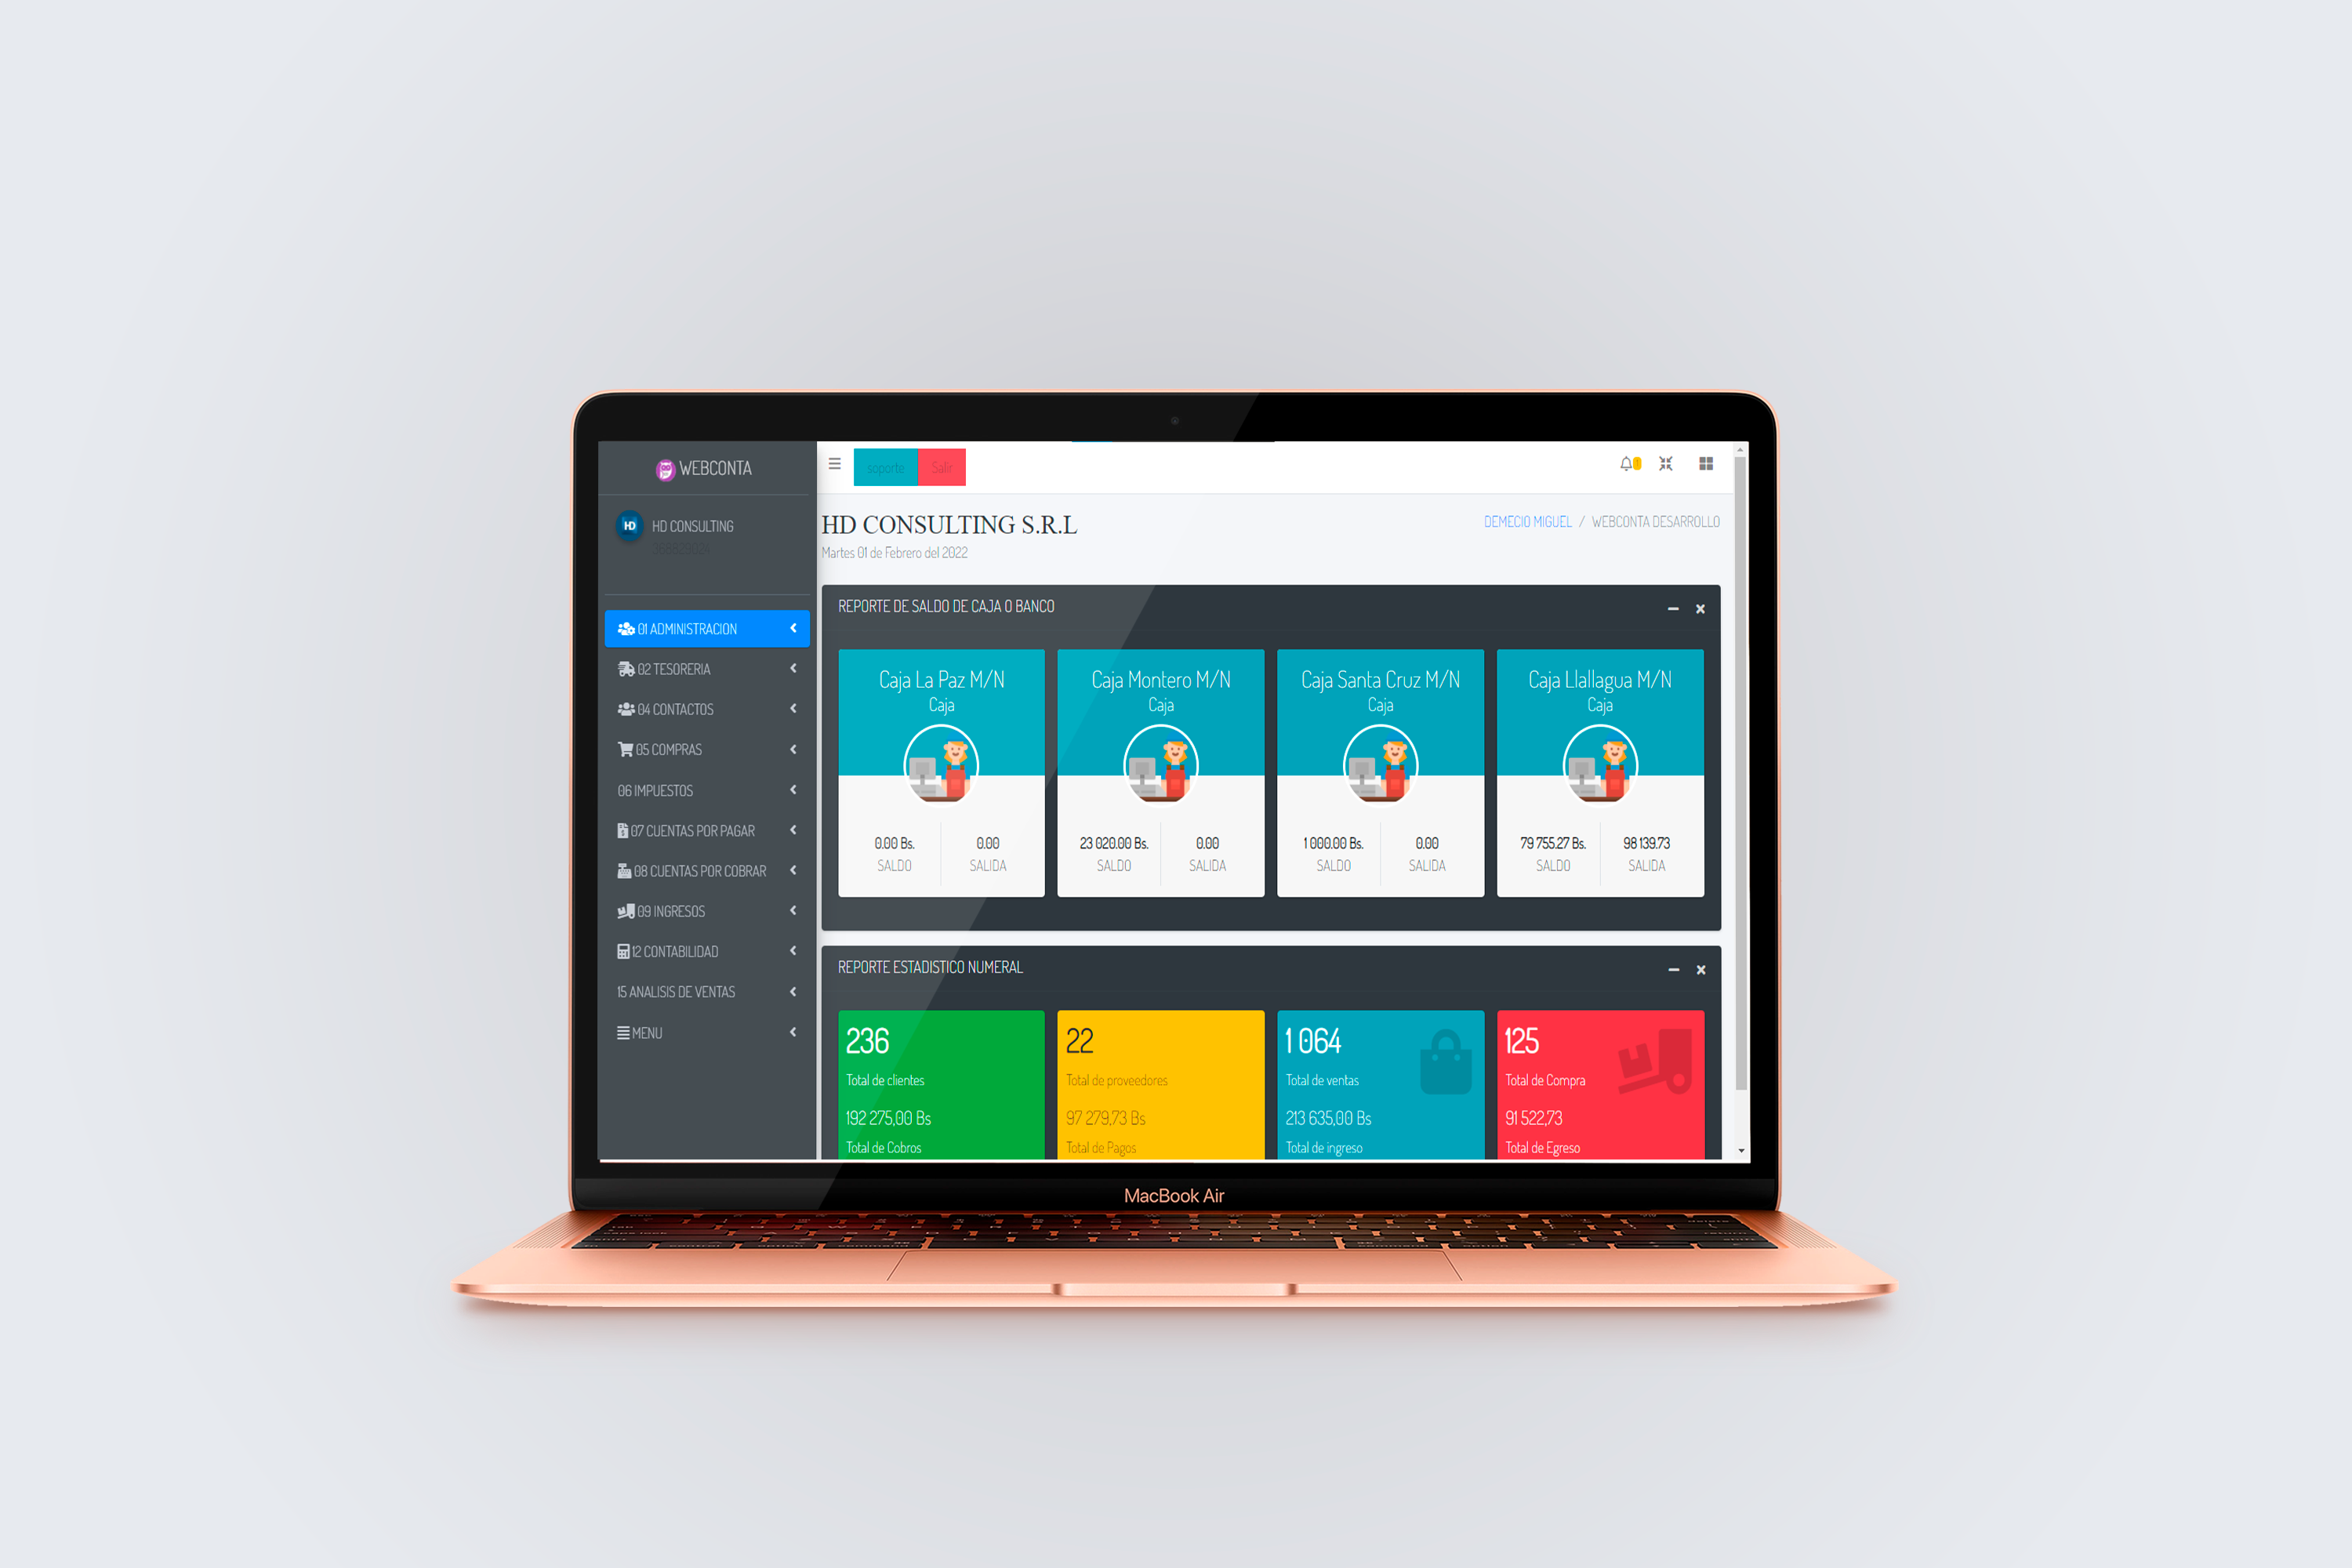 WEBCONTA
soporte Salir
HD CONSULTING
HD
HD CONSULTING S.R.L
DEMECIO MIGUEL / WEBCONTA DESARROLLO
Martes 01 de Febrero del 2022
01 ADMINISTRACION
02 TESORERIA
04 CONTACTOS
05 COMPRAS
06 IMPUESTOS
07 CUENTAS POR PAGAR
08 CUENTAS POR COBRAR
09 INGRESOS
12 CONTABILIDAD
15 ANALISIS DE VENTAS
MENU
REPORTE DE SALDO DE CAJA O BANCO
Caja La Paz M/N
Caja
0.00 Bs. 0.00
SALDO SALIDA
Caja Montero M/N
Caja
23 020.00 Bs. 0.00
SALDO SALIDA
Caja Santa Cruz M/N
Caja
1 000.00 Bs. 0.00
SALDO SALIDA
Caja Llallagua M/N
Caja
79 755.27 Bs. 98 139.73
SALDO SALIDA
REPORTE ESTADISTICO NUMERAL
236
Total de clientes
192 275,00 Bs
Total de Cobros
22
Total de proveedores
97 279,73 Bs
Total de Pagos
1 064
Total de ventas
213 635,00 Bs
Total de ingreso
125
Total de Compra
91 522,73
Total de Egreso
MacBook Air